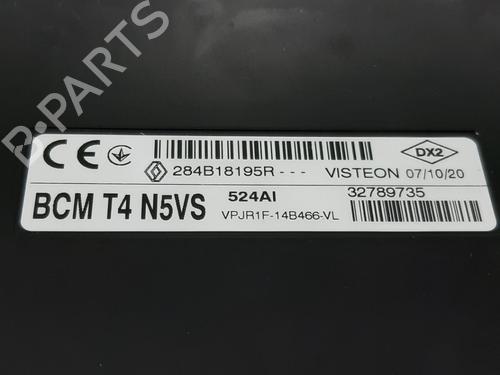 B-PARTS
CE
284B18195R---
VISTEON 07/10/20
DX2
BCM T4 N5VS
524AI
VPJR1F-14B466-VL
32789735